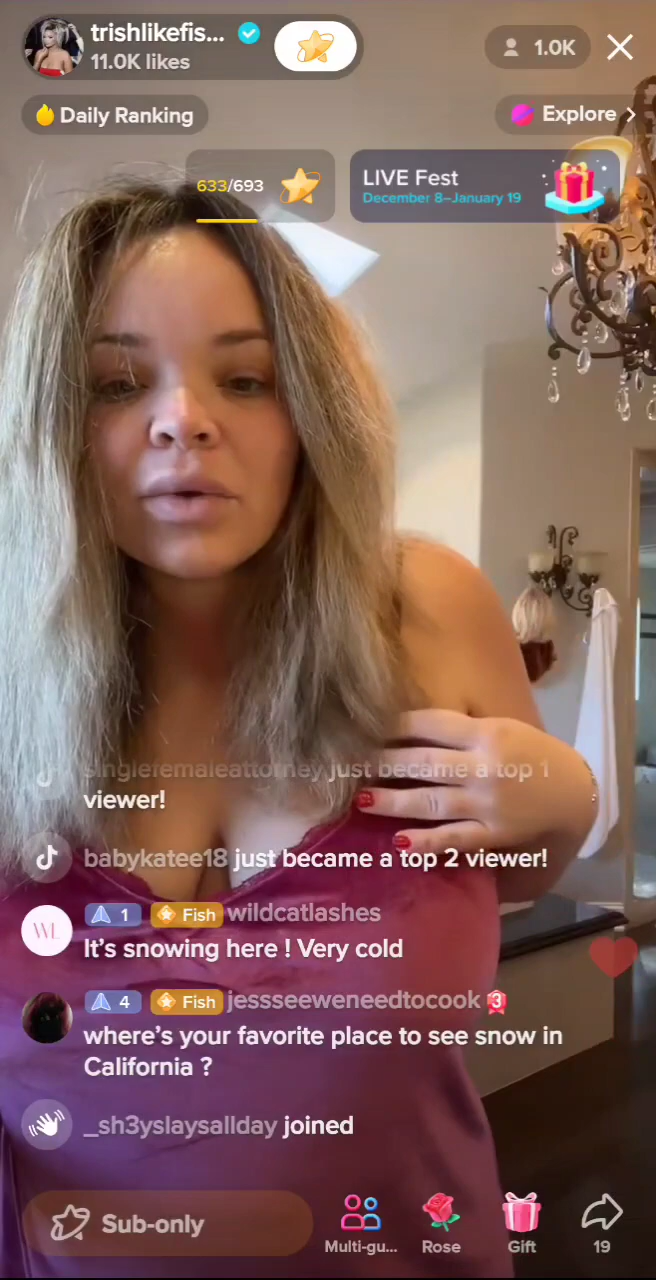 trishlikefis...
11.0K likes
1.0K
Daily Ranking
Explore >
633/693
LIVE Fest
December 8–January 19
singlefemaleattorney just became a top 1
viewer!
babykatee18 just became a top 2 viewer!
WL
1 Fish wildcatlashes
It's snowing here ! Very cold
4 Fish jessseeweneedtocook 3
where's your favorite place to see snow in
California ?
_sh3yslaysallday joined
Sub-only
Multi-gu...
Rose
Gift
19